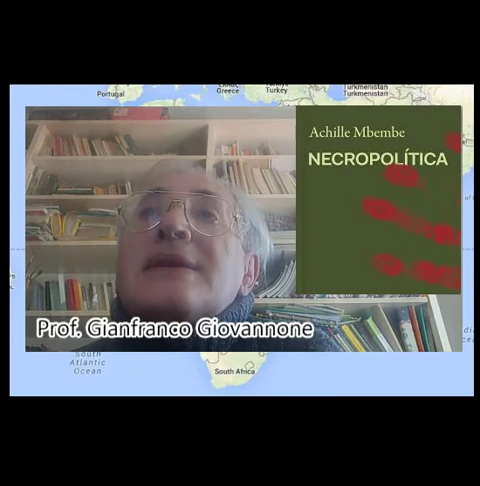 Portugal
Greece
Turkey
Turkmenistan
Achille Mbembe
NECROPOLÍTICA
Prof. Gianfranco Giovannone
South
Atlantic
Ocean
South Africa